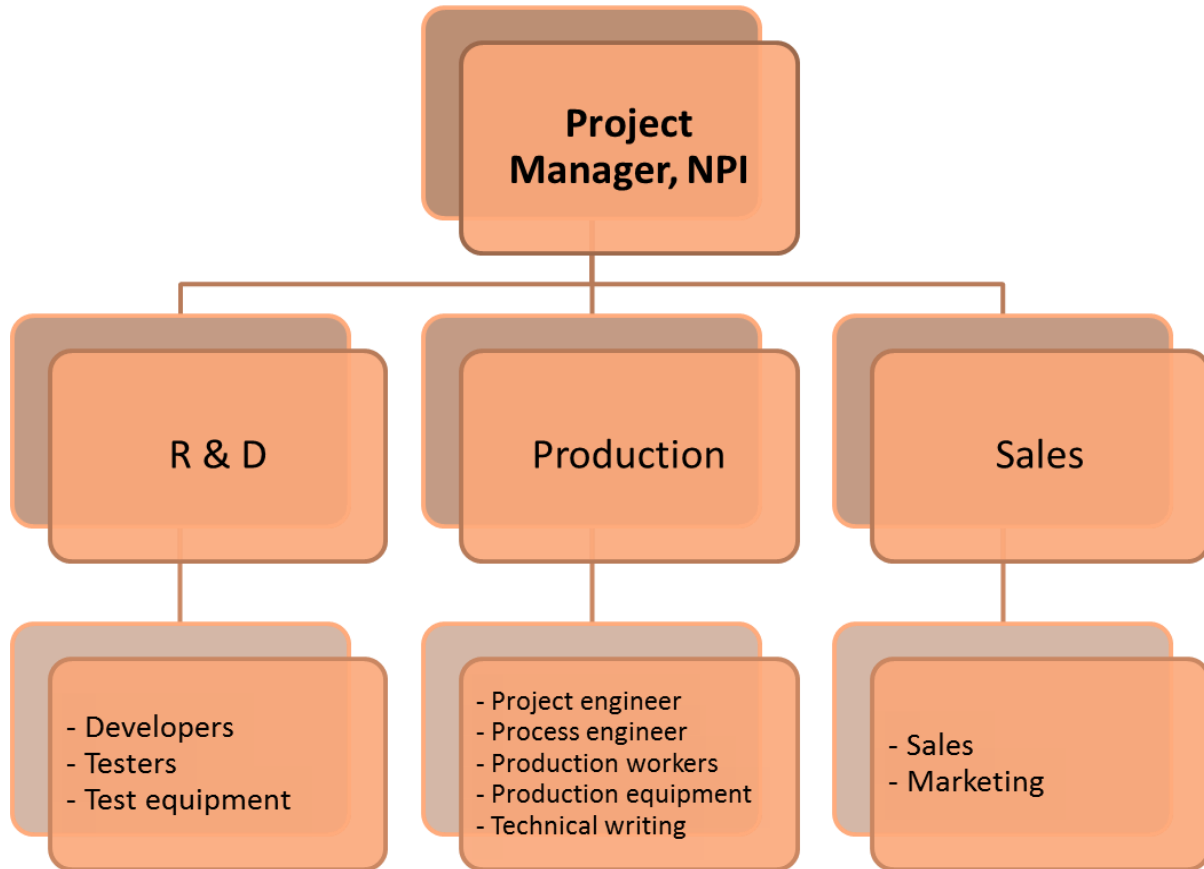 Project
Manager, NPI
R & D
Production
Sales
- Developers
- Testers
- Test equipment
- Project engineer
- Process engineer
- Production workers
- Production equipment
- Technical writing
- Sales
- Marketing